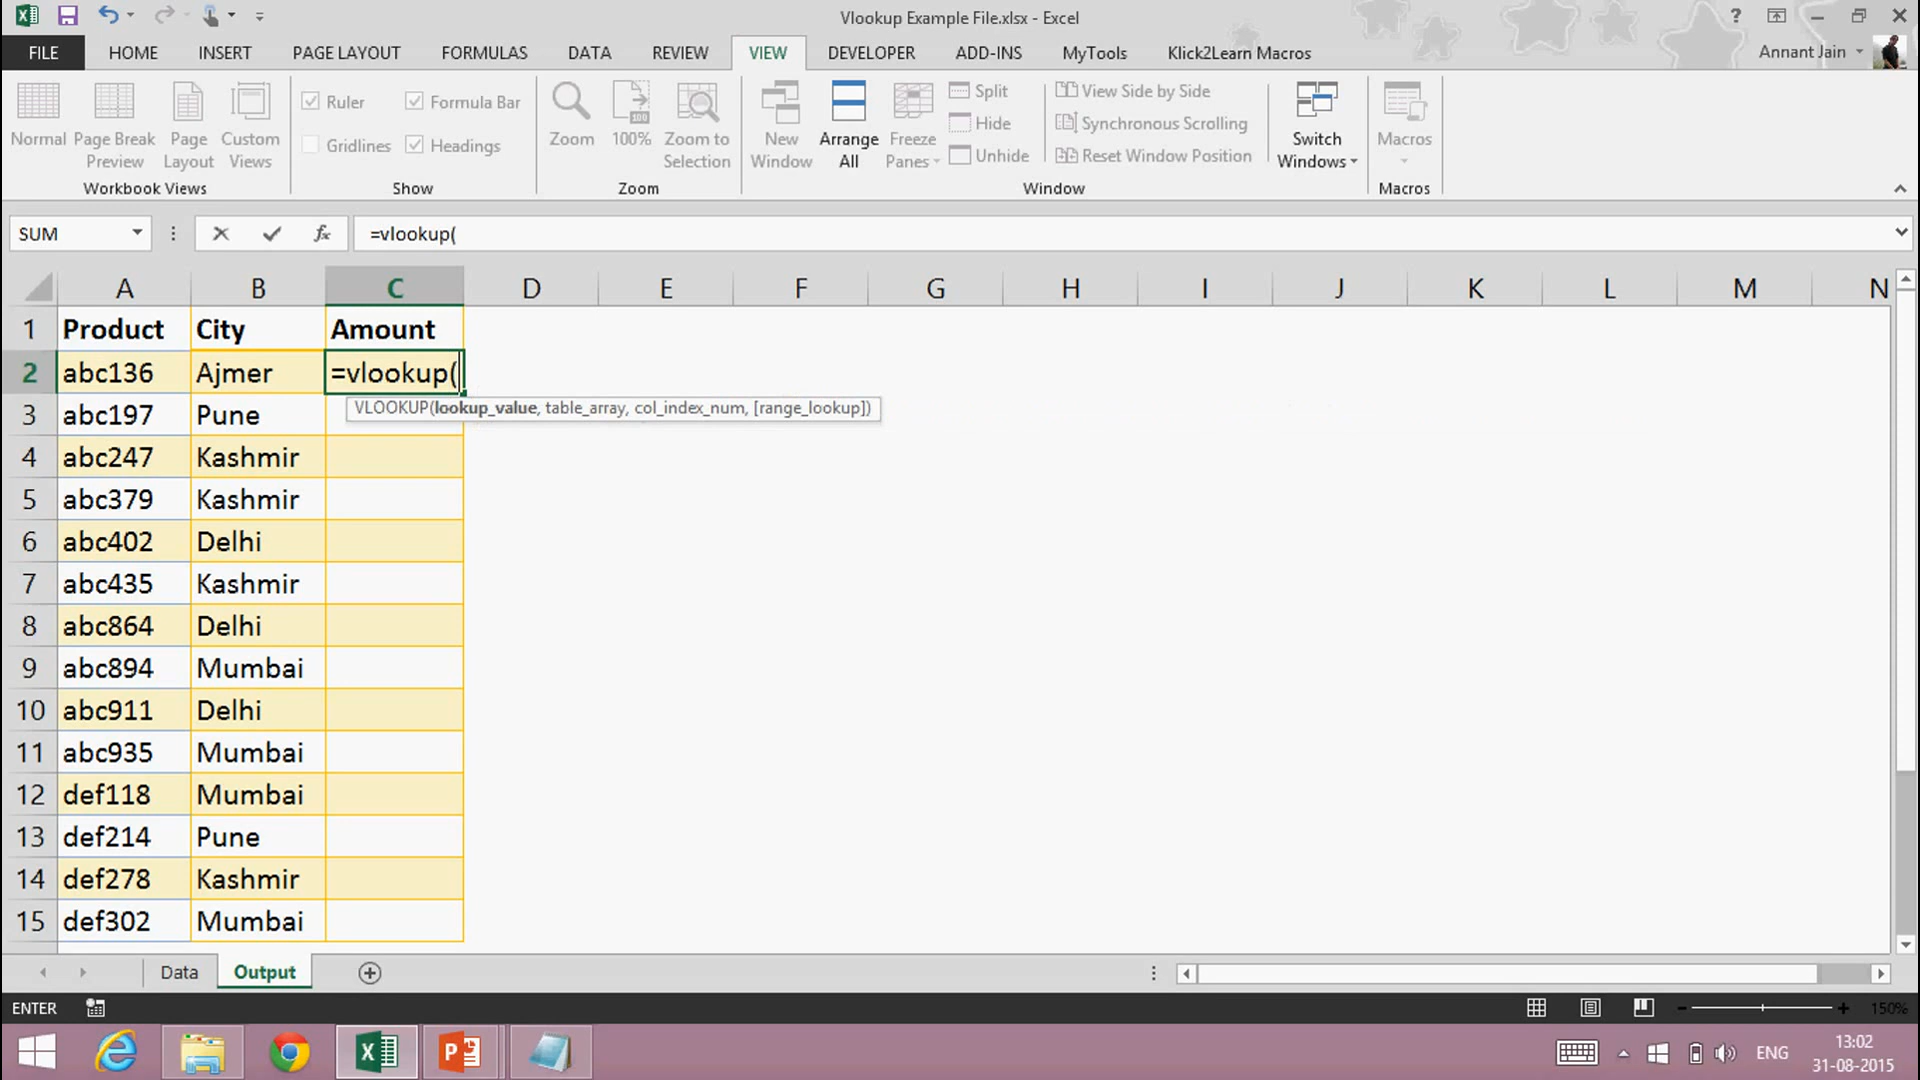 Vlookup Example File.xlsx - Excel
?
FILE HOME INSERT PAGE LAYOUT FORMULAS DATA REVIEW VIEW DEVELOPER ADD-INS MyTools Klick2Learn Macros Annant Jain
Normal Page Break Preview Page Layout Custom Views
Workbook Views
Ruler Formula Bar
Gridlines Headings
Show
Zoom 100% Zoom to Selection
Zoom
New Window Arrange All Freeze Panes
Split
Hide
Unhide
View Side by Side
Synchronous Scrolling
Reset Window Position
Switch Windows
Window
Macros
Macros
SUM fx =vlookup(
A B C D E F G H I J K L M N
1 Product City Amount
2 abc136 Ajmer =vlookup(
VLOOKUP(lookup_value, table_array, col_index_num, [range_lookup])
3 abc197 Pune
4 abc247 Kashmir
5 abc379 Kashmir
6 abc402 Delhi
7 abc435 Kashmir
8 abc864 Delhi
9 abc894 Mumbai
10 abc911 Delhi
11 abc935 Mumbai
12 def118 Mumbai
13 def214 Pune
14 def278 Kashmir
15 def302 Mumbai
Data Output
ENTER 150%
ENG 13:02
31-08-2015